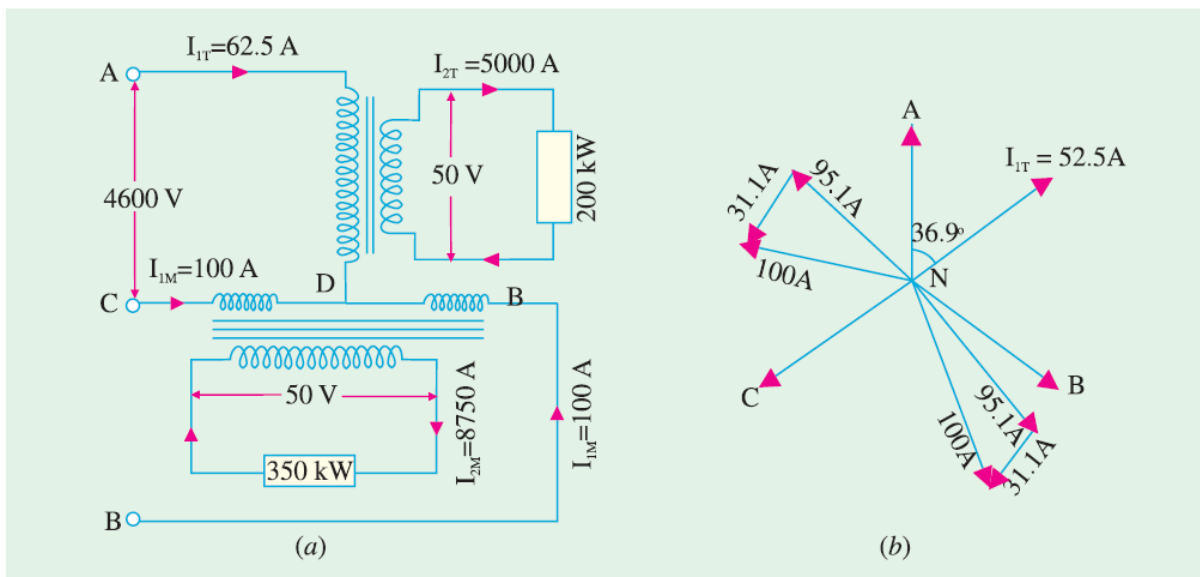 I₁T=62.5 A
A
I₂T =5000 A
4600 V
50 V
200 kW
I₁M=100 A
C
D
B
50 V
I₂M=8750 A
I₁M=100 A
350 kW
B
(a)
A
I₁T = 52.5A
31.1A
95.1A
36.9°
100A
N
C
B
95.1A
100A
31.1A
(b)